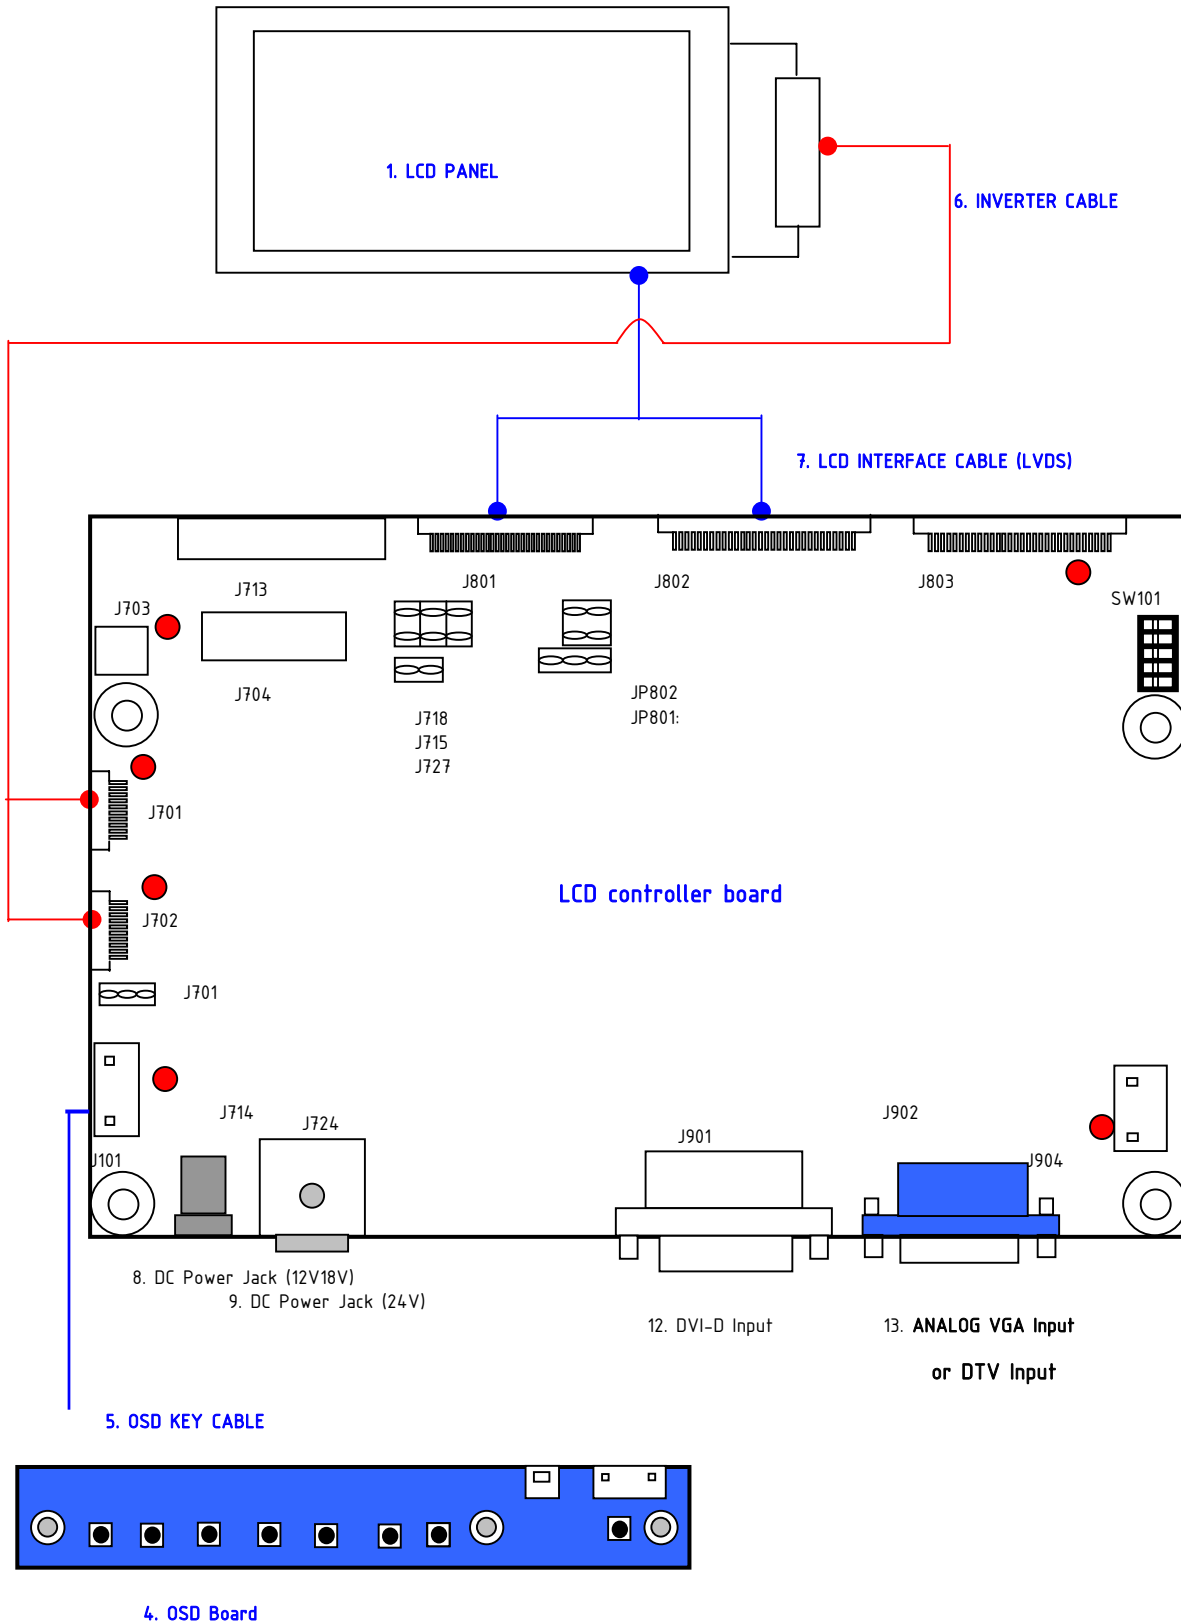 1. LCD PANEL
6. INVERTER CABLE
7. LCD INTERFACE CABLE (LVDS)
J713
J801
J802
J803
SW101
J703
J704
JP802
JP801:
J718
J715
J727
J701
LCD controller board
J702
J701
J714
J724
J901
J902
J101
J904
8. DC Power Jack (12V18V)
9. DC Power Jack (24V)
12. DVI-D Input
13. ANALOG VGA Input
or DTV Input
5. OSD KEY CABLE
4. OSD Board